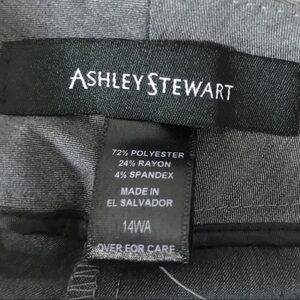 ASHLEY STEWART
72% POLYESTER
24% RAYON
4% SPANDEX
MADE IN
EL SALVADOR
14WA
OVER FOR CARE